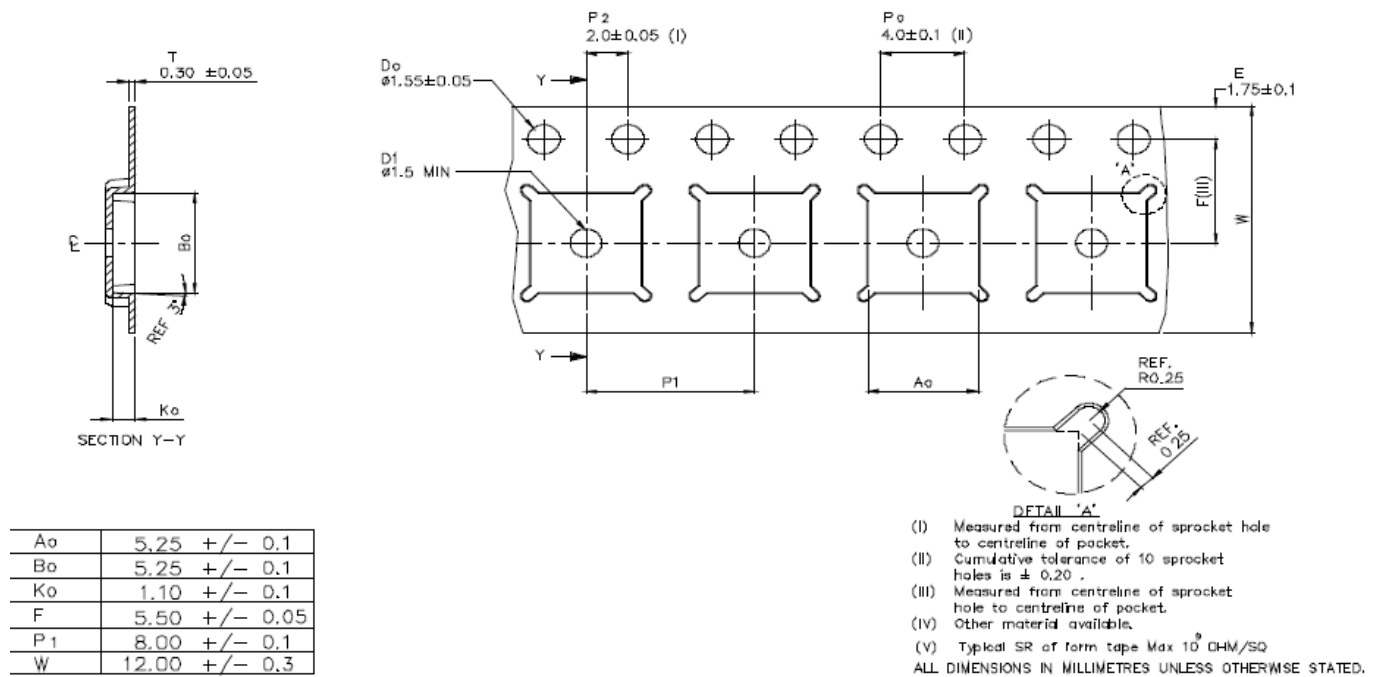 T
0.30 ±0.05
Bo
REF 3°
Ko
SECTION Y-Y
P2
2.0±0.05 (I)
Po
4.0±0.1 (II)
Do
ø1.55±0.05
Y
E
1.75±0.1
D1
ø1.5 MIN
'A'
F(III)
W
Y
P1
Ao
REF.
R0.25
REF.
0.25
DETAIL 'A'
Ao 5.25 +/- 0.1
Bo 5.25 +/- 0.1
Ko 1.10 +/- 0.1
F 5.50 +/- 0.05
P1 8.00 +/- 0.1
W 12.00 +/- 0.3
(I) Measured from centreline of sprocket hole
to centreline of pocket.
(II) Cumulative tolerance of 10 sprocket
holes is ± 0.20 .
(III) Measured from centreline of sprocket
hole to centreline of pocket.
(IV) Other material available.
(V) Typical SR of form tape Max 10⁹ OHM/SQ
ALL DIMENSIONS IN MILLIMETRES UNLESS OTHERWISE STATED.